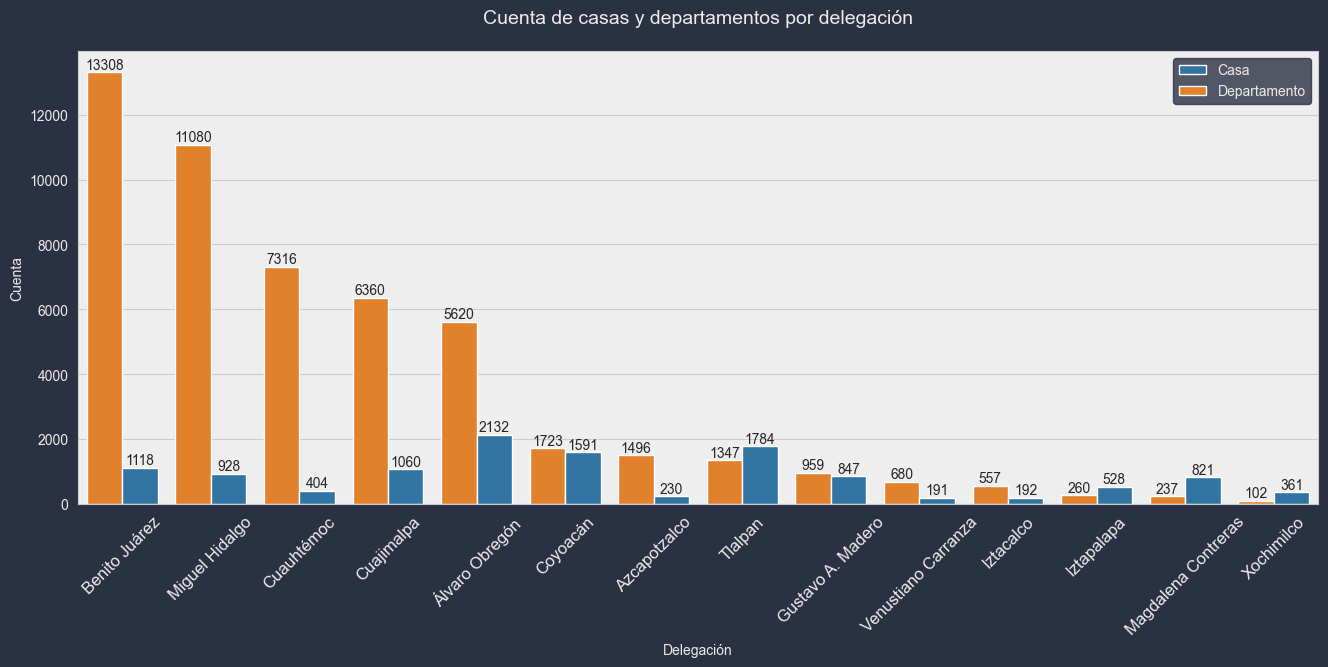 Cuenta de casas y departamentos por delegación
Casa
Departamento
Cuenta
12000
10000
8000
6000
4000
2000
0
13308
1118
11080
928
7316
404
6360
1060
5620
2132
1723
1591
1496
230
1347
1784
959
847
680
191
557
192
260
528
237
821
102
361
Benito Juárez
Miguel Hidalgo
Cuauhtémoc
Cuajimalpa
Álvaro Obregón
Coyoacán
Azcapotzalco
Tlalpan
Gustavo A. Madero
Venustiano Carranza
Iztacalco
Iztapalapa
Magdalena Contreras
Xochimilco
Delegación